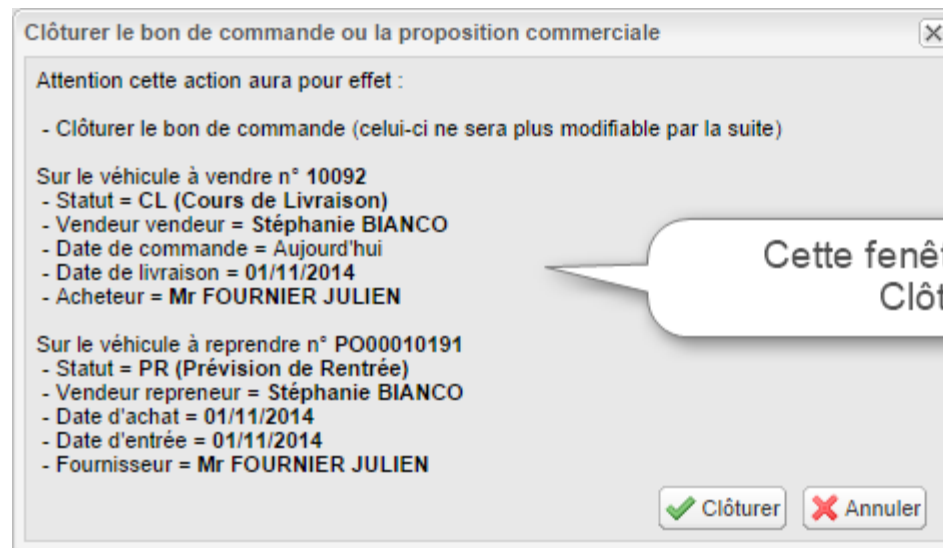 Clôturer le bon de commande ou la proposition commerciale
Attention cette action aura pour effet :
- Clôturer le bon de commande (celui-ci ne sera plus modifiable par la suite)
Sur le véhicule à vendre n° 10092
- Statut = CL (Cours de Livraison)
- Vendeur vendeur = Stéphanie BIANCO
- Date de commande = Aujourd'hui
- Date de livraison = 01/11/2014
- Acheteur = Mr FOURNIER JULIEN
Cette
Sur le véhicule à reprendre n° PO00010191
- Statut = PR (Prévision de Rentrée)
- Vendeur repreneur = Stéphanie BIANCO
- Date d'achat = 01/11/2014
- Date d'entrée = 01/11/2014
- Fournisseur = Mr FOURNIER JULIEN
Clôturer
Annuler